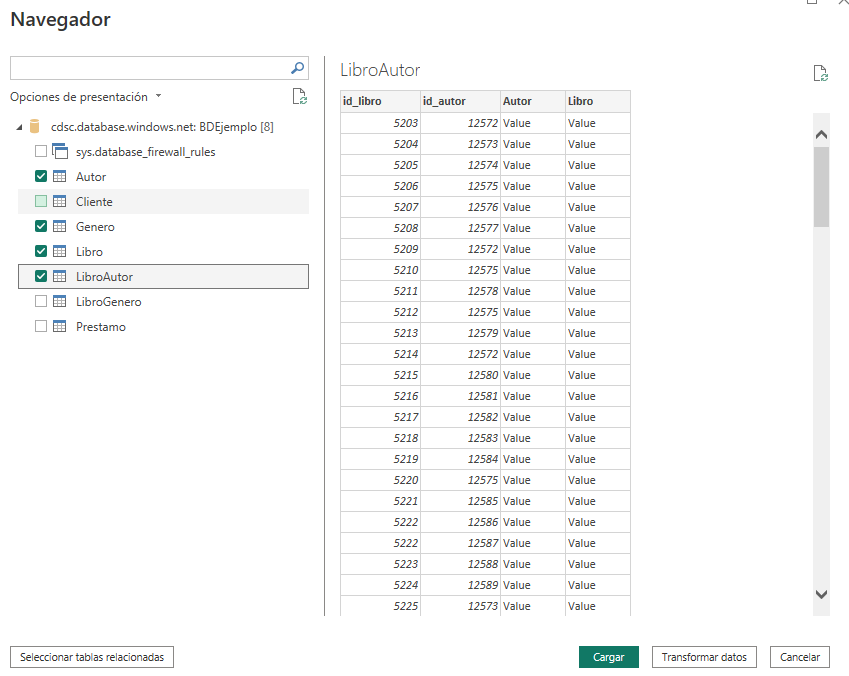 Navegador
Opciones de presentación
cdsc.database.windows.net: BDEjemplo [8]
sys.database_firewall_rules
Autor
Cliente
Genero
Libro
LibroAutor
LibroGenero
Prestamo
LibroAutor
id_libro id_autor Autor Libro
5203 12572 Value Value
5204 12573 Value Value
5205 12574 Value Value
5206 12575 Value Value
5207 12576 Value Value
5208 12577 Value Value
5209 12572 Value Value
5210 12575 Value Value
5211 12578 Value Value
5212 12575 Value Value
5213 12579 Value Value
5214 12572 Value Value
5215 12580 Value Value
5216 12581 Value Value
5217 12582 Value Value
5218 12583 Value Value
5219 12584 Value Value
5220 12575 Value Value
5221 12585 Value Value
5222 12586 Value Value
5222 12587 Value Value
5223 12588 Value Value
5224 12589 Value Value
5225 12573 Value Value
Seleccionar tablas relacionadas
Cargar
Transformar datos
Cancelar